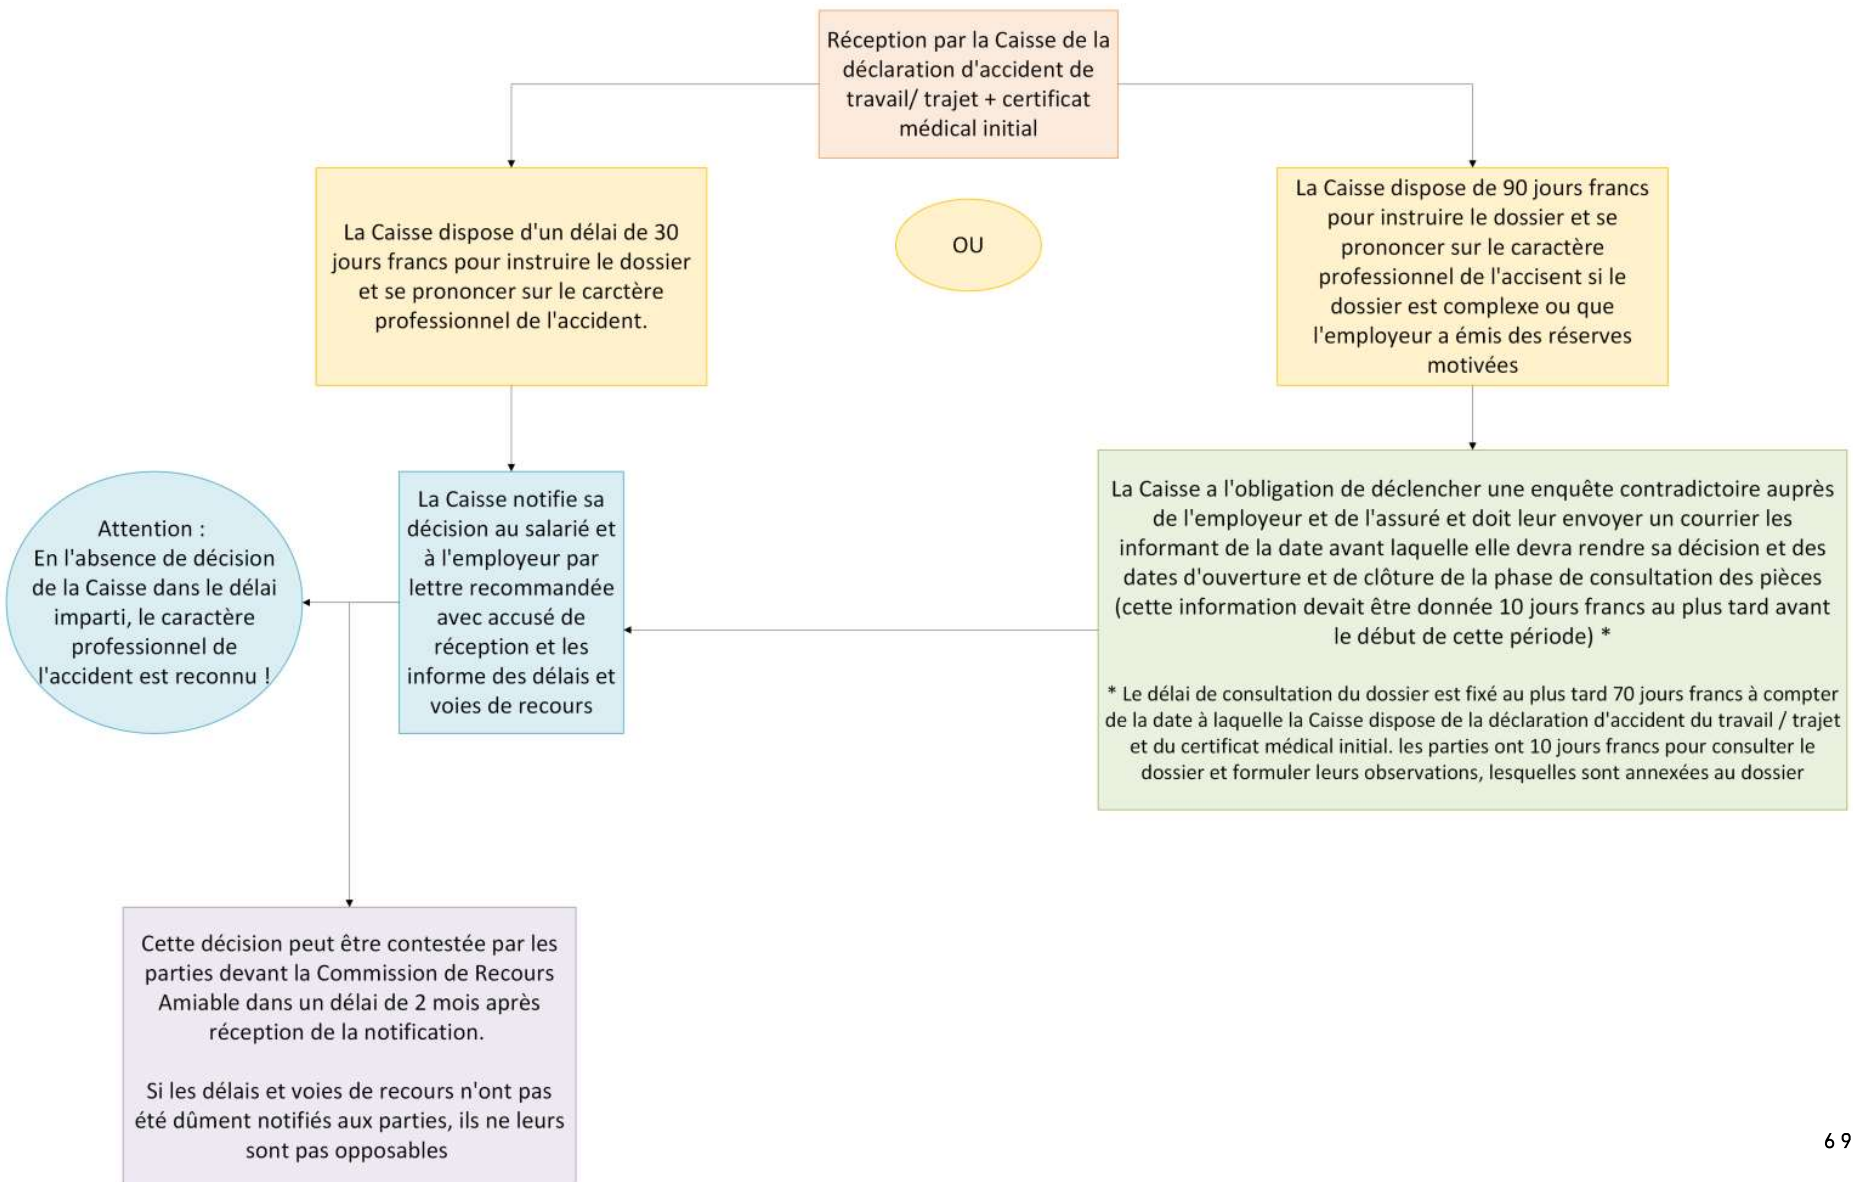 Réception par la Caisse de la
déclaration d'accident de
travail/ trajet + certificat
médical initial
La Caisse dispose d'un délai de 30
jours francs pour instruire le dossier
et se prononcer sur le carctère
professionnel de l'accident.
OU
La Caisse dispose de 90 jours francs
pour instruire le dossier et se
prononcer sur le caractère
professionnel de l'accisent si le
dossier est complexe ou que
l'employeur a émis des réserves
motivées
Attention :
En l'absence de décision
de la Caisse dans le délai
imparti, le caractère
professionnel de
l'accident est reconnu !
La Caisse notifie sa
décision au salarié et
à l'employeur par
lettre recommandée
avec accusé de
réception et les
informe des délais et
voies de recours
La Caisse a l'obligation de déclencher une enquête contradictoire auprès
de l'employeur et de l'assuré et doit leur envoyer un courrier les
informant de la date avant laquelle elle devra rendre sa décision et des
dates d'ouverture et de clôture de la phase de consultation des pièces
(cette information devait être donnée 10 jours francs au plus tard avant
le début de cette période) *
* Le délai de consultation du dossier est fixé au plus tard 70 jours francs à compter
de la date à laquelle la Caisse dispose de la déclaration d'accident du travail / trajet
et du certificat médical initial. les parties ont 10 jours francs pour consulter le
dossier et formuler leurs observations, lesquelles sont annexées au dossier
Cette décision peut être contestée par les
parties devant la Commission de Recours
Amiable dans un délai de 2 mois après
réception de la notification.
Si les délais et voies de recours n'ont pas
été dûment notifiés aux parties, ils ne leurs
sont pas opposables
69